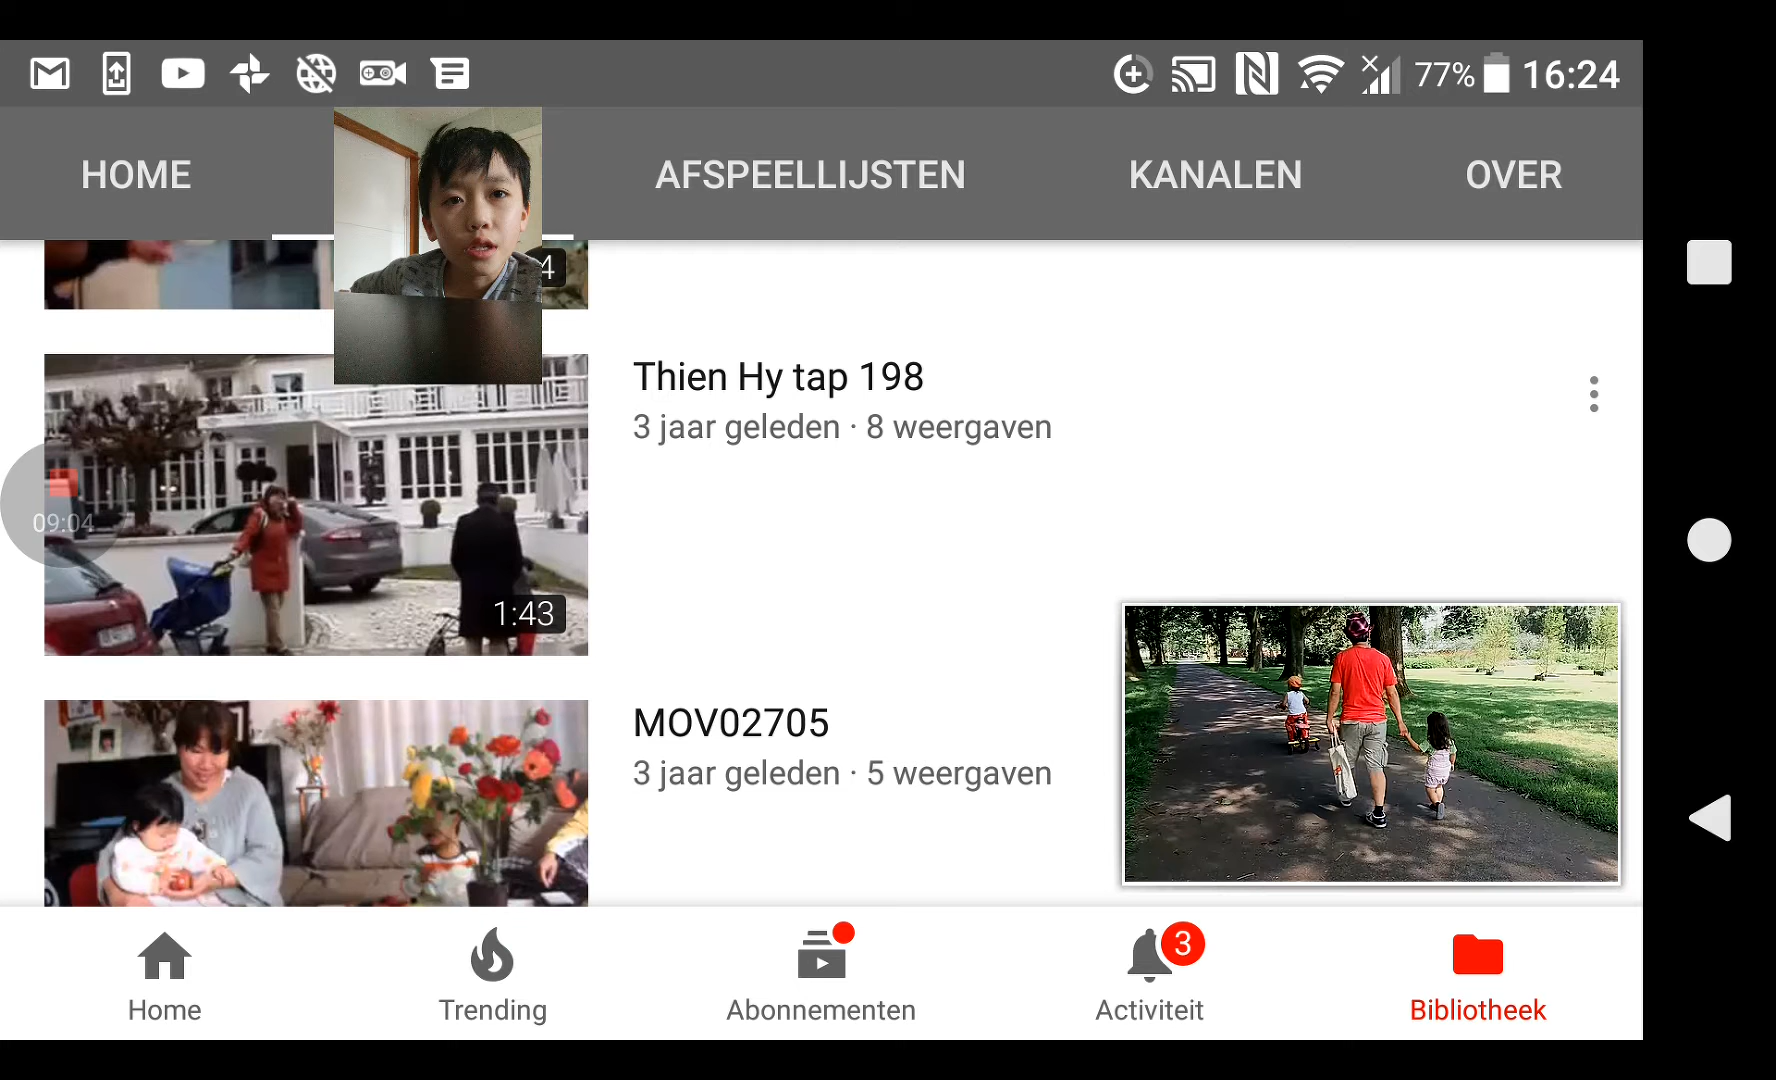 77% 16:24
HOME AFSPEELLIJSTEN KANALEN OVER
4
Thien Hy tap 198
3 jaar geleden · 8 weergaven
09:04
1:43
MOV02705
3 jaar geleden · 5 weergaven
3
Home Trending Abonnementen Activiteit Bibliotheek